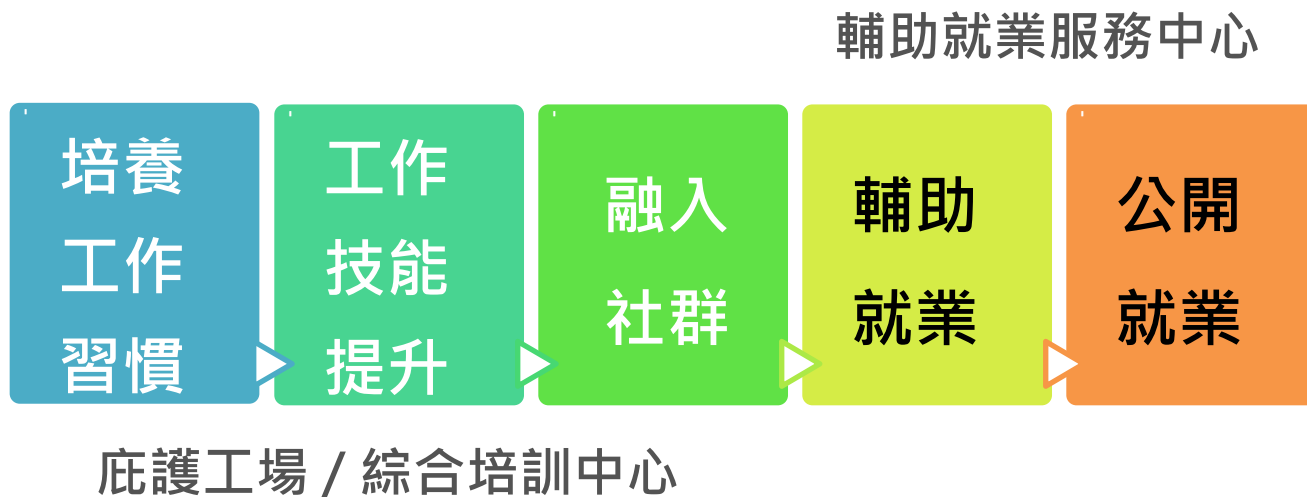 輔助就業服務中心
培養
工作
習慣
工作
技能
提升
融入
社群
輔助
就業
公開
就業
庇護工場 / 綜合培訓中心